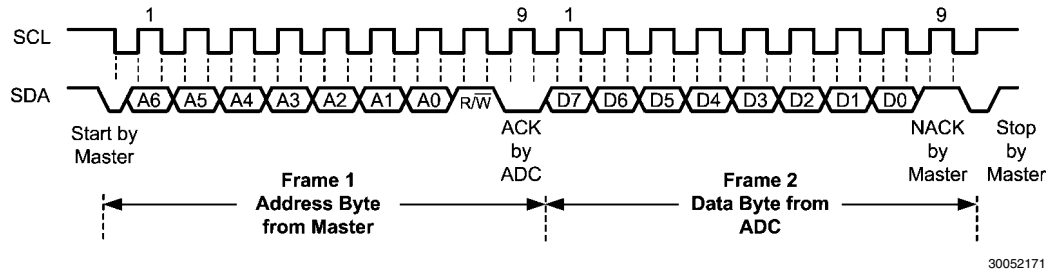 1 9 1 9
SCL
SDA A6 A5 A4 A3 A2 A1 A0 R/W̅ D7 D6 D5 D4 D3 D2 D1 D0
Start by
Master
ACK
by
ADC
NACK
by
Master
Stop
by
Master
Frame 1
Address Byte
from Master
Frame 2
Data Byte from
ADC
30052171